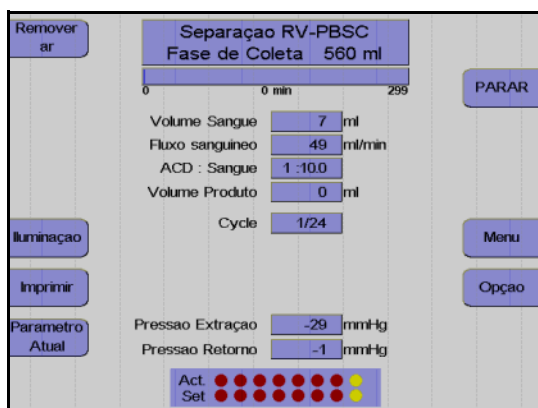 Remover
ar
Separaçao RV-PBSC
Fase de Coleta 560 ml
0 0 min 299
PARAR
Volume Sangue 7 ml
Fluxo sanguineo 49 ml/min
ACD : Sangue 1 :10.0
Volume Produto 0 ml
Cycle 1/24
Iluminaçao
Menu
Imprimir
Opçao
Parametro
Atual
Pressao Extraçao -29 mmHg
Pressao Retorno -1 mmHg
Act.
Set